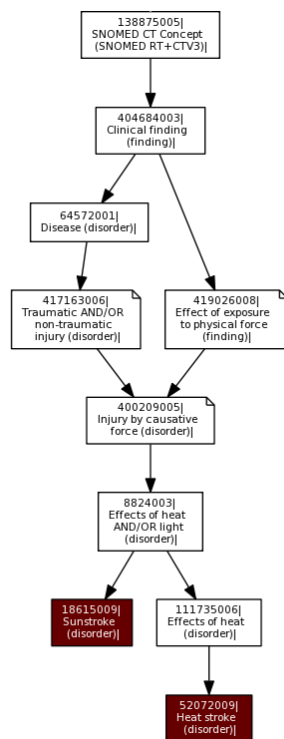 138875005|
SNOMED CT Concept
(SNOMED RT+CTV3)|
404684003|
Clinical finding
(finding)|
64572001|
Disease (disorder)|
417163006|
Traumatic AND/OR
non-traumatic
injury (disorder)|
419026008|
Effect of exposure
to physical force
(finding)|
400209005|
Injury by causative
force (disorder)|
8824003|
Effects of heat
AND/OR light
(disorder)|
18615009|
Sunstroke
(disorder)|
111735006|
Effects of heat
(disorder)|
52072009|
Heat stroke
(disorder)|